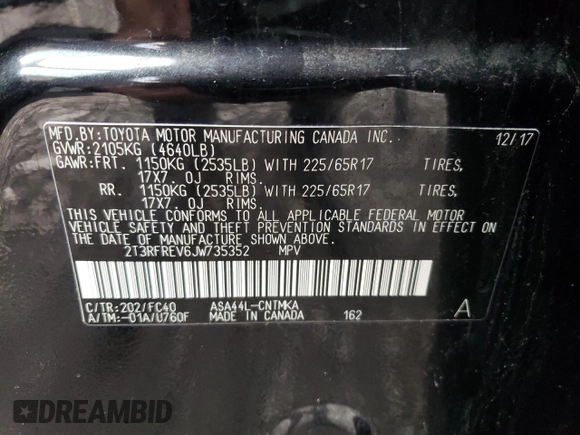 MFD.BY:TOYOTA MOTOR MANUFACTURING CANADA INC. 12/17
GVWR:2105KG (4640LB)
GAWR:FRT. 1150KG (2535LB) WITH 225/65R17 TIRES,
17X7.0J RIMS.
RR. 1150KG (2535LB) WITH 225/65R17 TIRES,
17X7.0J RIMS.
THIS VEHICLE CONFORMS TO ALL APPLICABLE FEDERAL MOTOR
VEHICLE SAFETY AND THEFT PREVENTION STANDARDS IN EFFECT ON
THE DATE OF MANUFACTURE SHOWN ABOVE.
2T3RFREV6JW735352 MPV
C/TR:202/FC40 ASA44L-CNTMKA A
A/TM:-01A/U760F MADE IN CANADA 162
DREAMBID